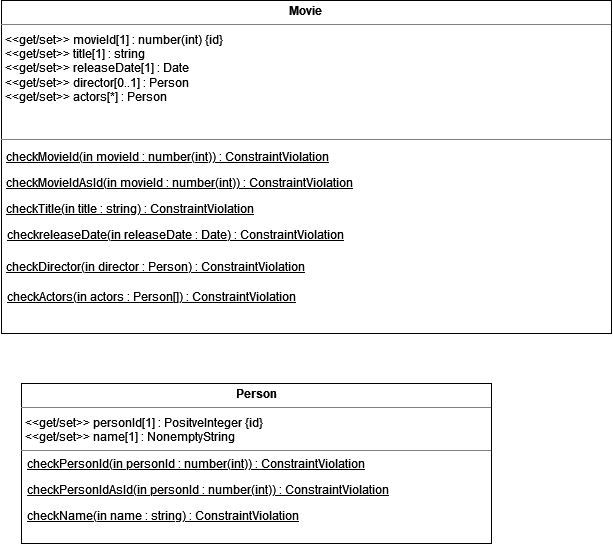 Movie
<<get/set>> movieId[1] : number(int) {id}
<<get/set>> title[1] : string
<<get/set>> releaseDate[1] : Date
<<get/set>> director[0..1] : Person
<<get/set>> actors[*] : Person
checkMovieId(in movieId : number(int)) : ConstraintViolation
checkMovieIdAsId(in movieId : number(int)) : ConstraintViolation
checkTitle(in title : string) : ConstraintViolation
checkreleaseDate(in releaseDate : Date) : ConstraintViolation
checkDirector(in director : Person) : ConstraintViolation
checkActors(in actors : Person[]) : ConstraintViolation
Person
<<get/set>> personId[1] : PositveInteger {id}
<<get/set>> name[1] : NonemptyString
checkPersonId(in personId : number(int)) : ConstraintViolation
checkPersonIdAsId(in personId : number(int)) : ConstraintViolation
checkName(in name : string) : ConstraintViolation